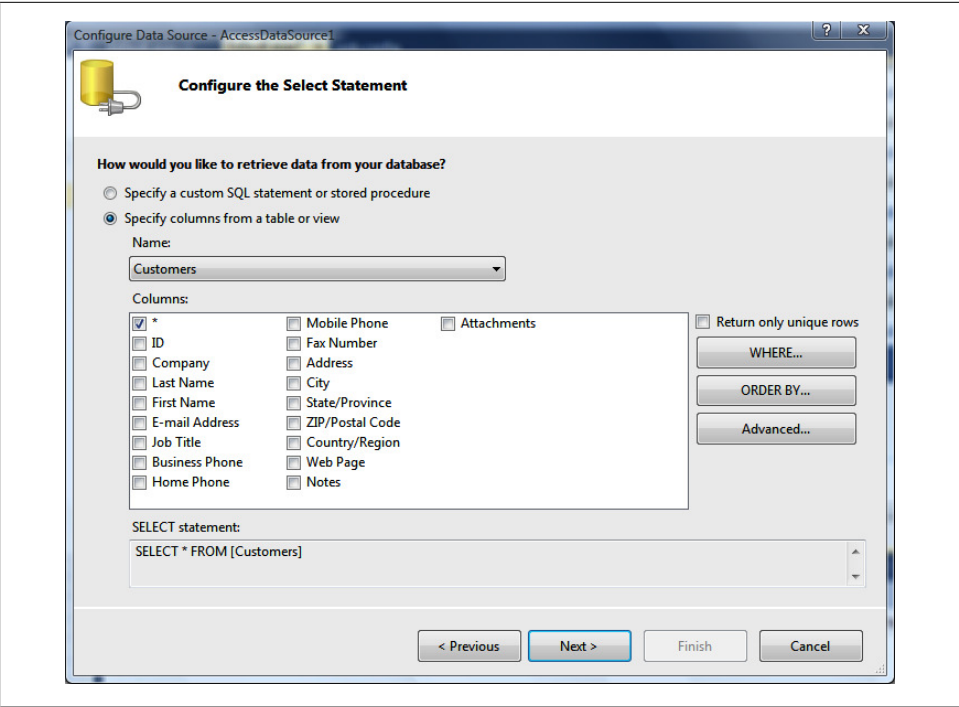 Configure Data Source - AccessDataSource1
Configure the Select Statement
How would you like to retrieve data from your database?
Specify a custom SQL statement or stored procedure
Specify columns from a table or view
Name:
Customers
Columns:
* Mobile Phone Attachments
ID Fax Number
Company Address
Last Name City
First Name State/Province
E-mail Address ZIP/Postal Code
Job Title Country/Region
Business Phone Web Page
Home Phone Notes
Return only unique rows
WHERE...
ORDER BY...
Advanced...
SELECT statement:
SELECT * FROM [Customers]
< Previous Next > Finish Cancel